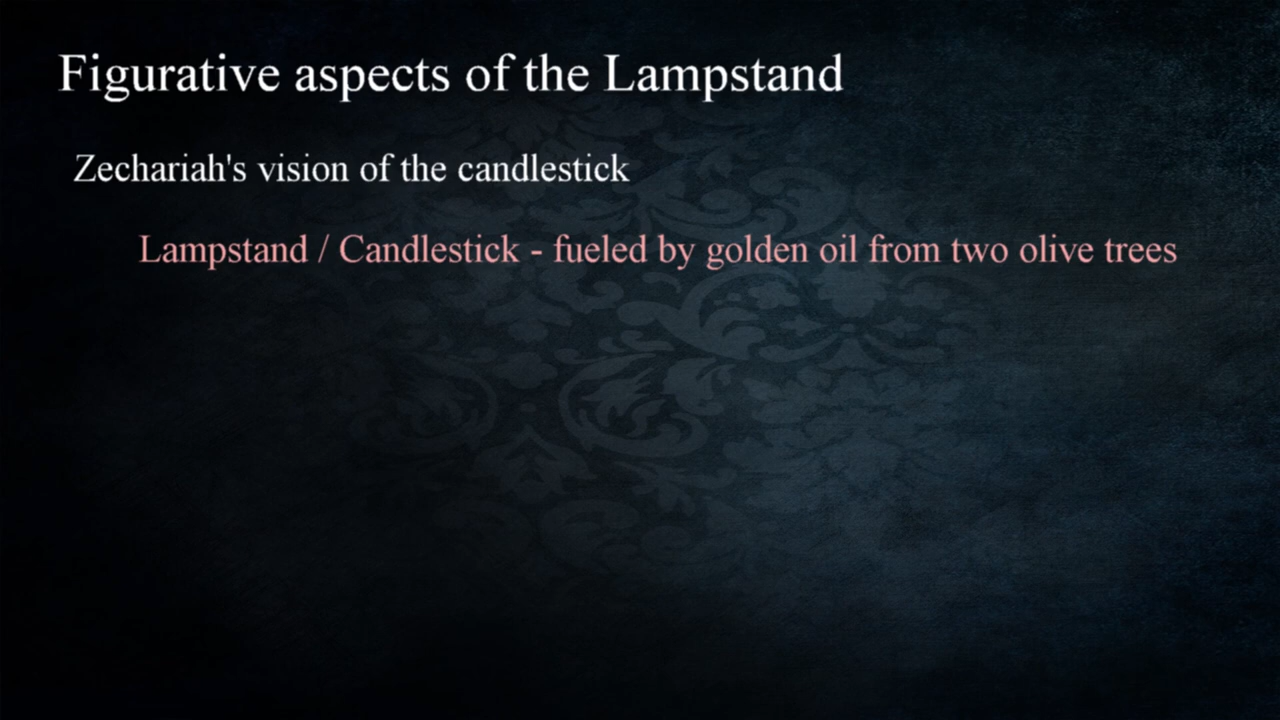 Figurative aspects of the Lampstand
Zechariah's vision of the candlestick
Lampstand / Candlestick - fueled by golden oil from two olive trees